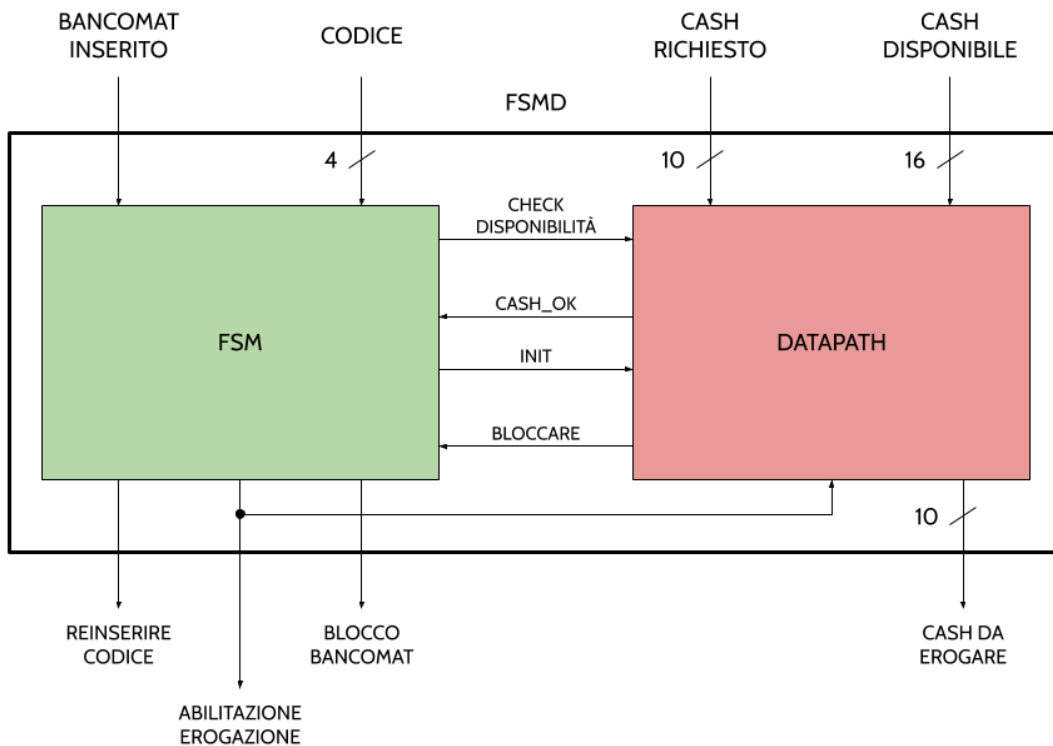 BANCOMAT
INSERITO
CODICE
CASH
RICHIESTO
CASH
DISPONIBILE
FSMD
4
10
16
CHECK
DISPONIBILITÀ
CASH_OK
FSM
DATAPATH
INIT
BLOCCARE
10
REINSERIRE
CODICE
BLOCCO
BANCOMAT
CASH DA
EROGARE
ABILITAZIONE
EROGAZIONE